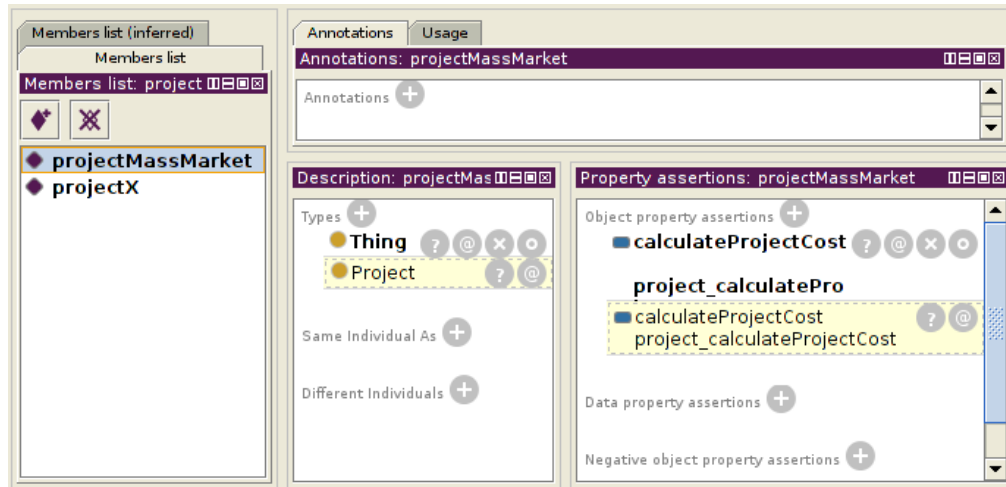 Members list (inferred)
Members list
Members list: project
projectMassMarket
projectX
Annotations
Usage
Annotations: projectMassMarket
Annotations
Description: projectMas
Types
Thing
Project
Same Individual As
Different Individuals
Property assertions: projectMassMarket
Object property assertions
calculateProjectCost
project_calculatePro
calculateProjectCost
project_calculateProjectCost
Data property assertions
Negative object property assertions